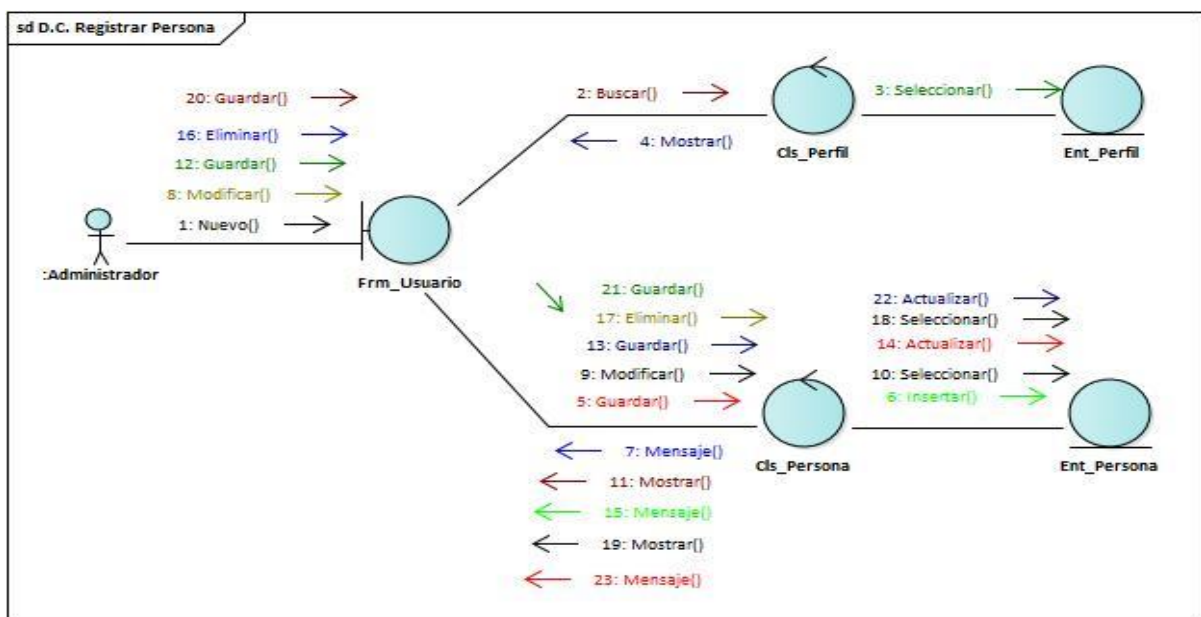 sd D.C. Registrar Persona
20: Guardar()
16: Eliminar()
12: Guardar()
8: Modificar()
1: Nuevo()
:Administrador
Frm_Usuario
2: Buscar()
4: Mostrar()
Cls_Perfil
3: Seleccionar()
Ent_Perfil
21: Guardar()
17: Eliminar()
13: Guardar()
9: Modificar()
5: Guardar()
22: Actualizar()
18: Seleccionar()
14: Actualizar()
10: Seleccionar()
6: Insertar()
Cls_Persona
Ent_Persona
7: Mensaje()
11: Mostrar()
15: Mensaje()
19: Mostrar()
23: Mensaje()